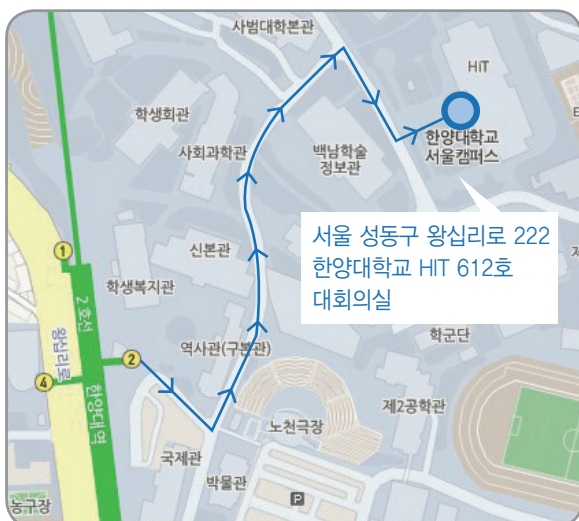 사범대학본관
HIT
학생회관
사회과학관
백남학술
정보관
한양대학교
서울캠퍼스
서울 성동구 왕십리로 222
한양대학교 HIT 612호
대회의실
1
신본관
학생복지관
2호선
왕십리로
역사관(구본관)
학군단
2
4
한양대역
제2공학관
노천극장
국제관
박물관
P
농구장